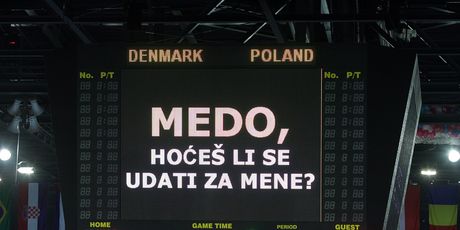 DENMARK POLAND
No. P/T No. P/T
MEDO,
HOĆEŠ LI SE
UDATI ZA MENE?
HOME GAME TIME PERIOD GUEST